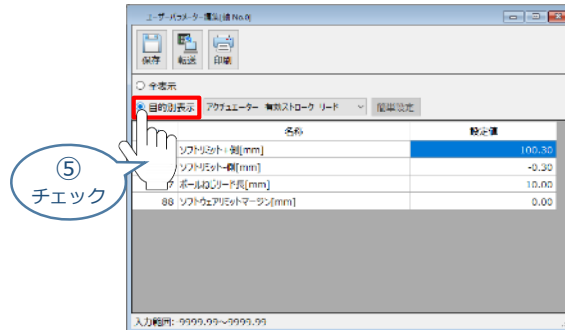 ユーザーパラメーター編集[軸 No.0]
保存 転送 印刷
全表示
目的別表示 アクチュエーター 有効ストローク リード 簡単設定
名称 設定値
ソフトリミット+側[mm] 100.30
ソフトリミット-側[mm] -0.30
7 ボールねじリード長[mm] 10.00
88 ソフトウェアリミットマージン[mm] 0.00
⑤
チェック
入力範囲: -9999.99~9999.99